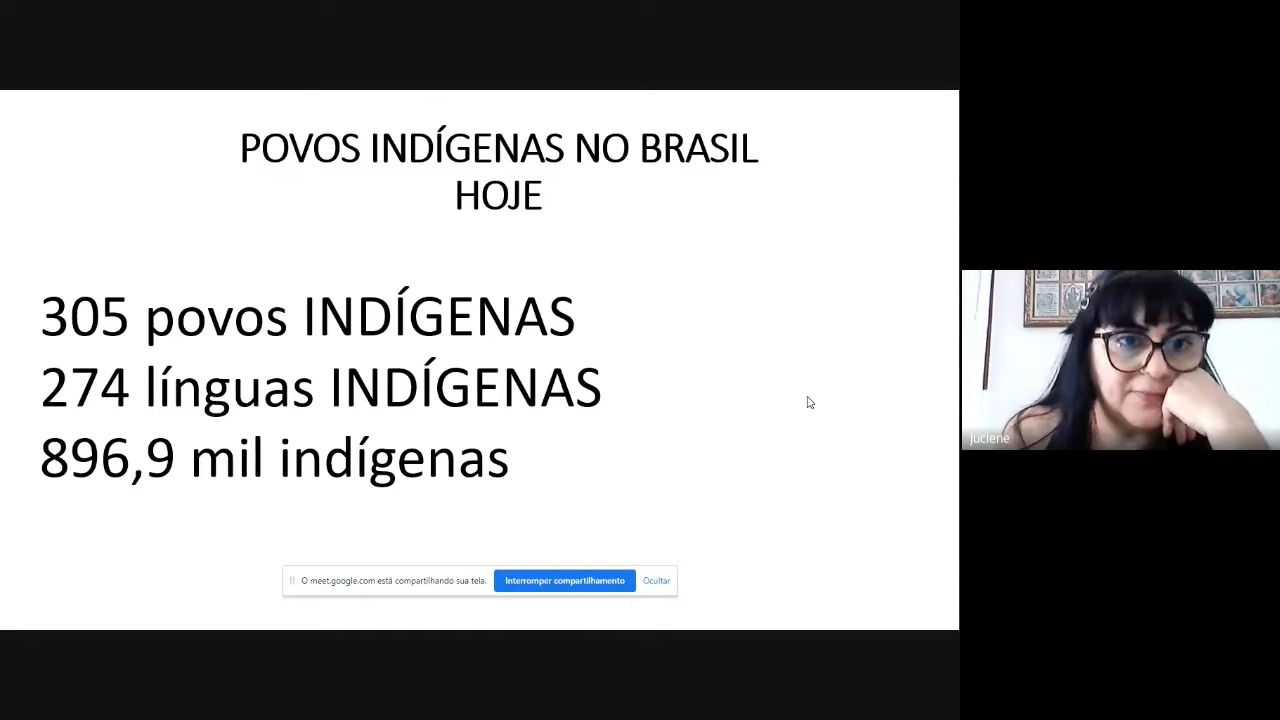 POVOS INDÍGENAS NO BRASIL
HOJE
305 povos INDÍGENAS
274 línguas INDÍGENAS
896,9 mil indígenas
O meet.google.com está compartilhando sua tela.
Interromper compartilhamento
Ocultar
Juciene